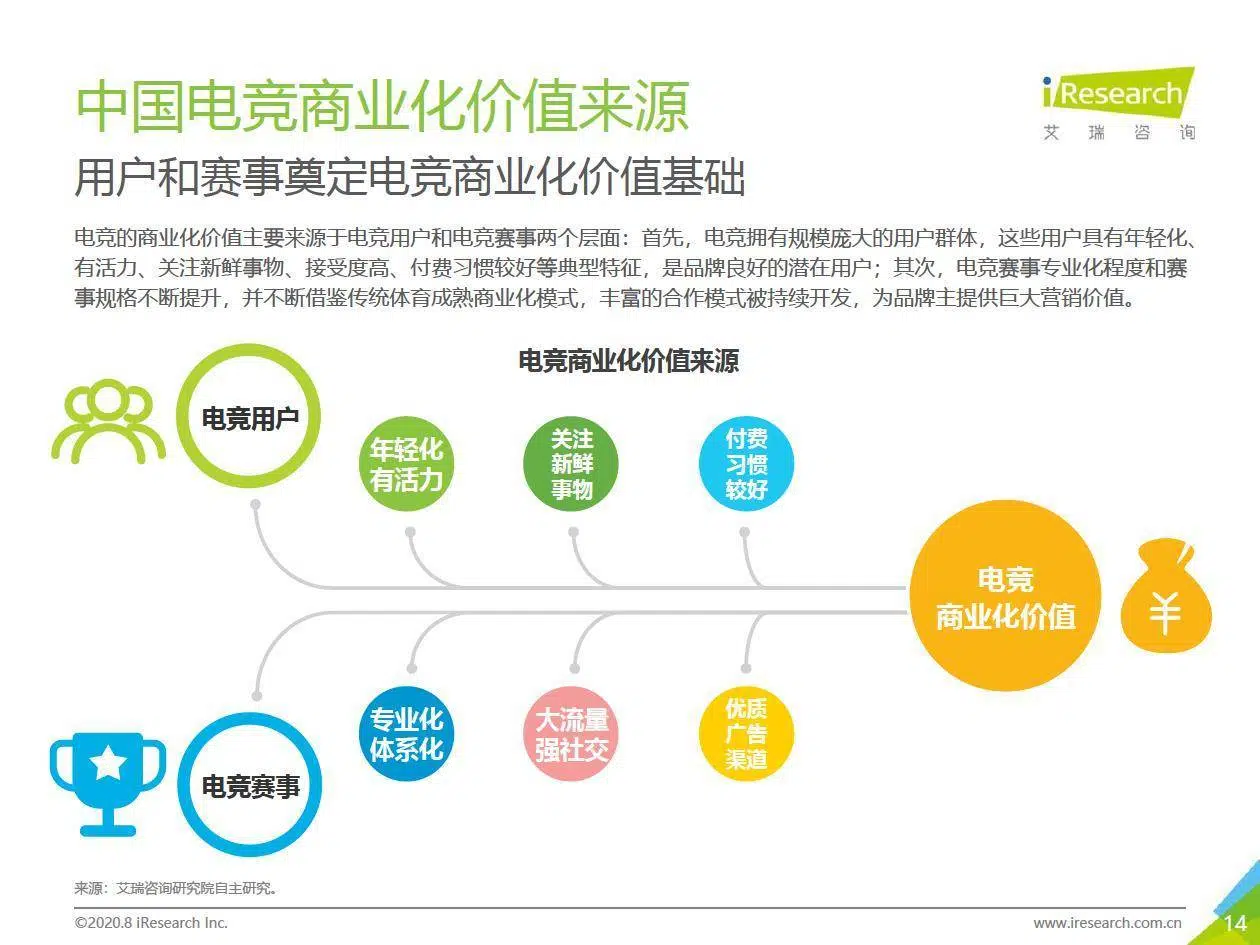 中国电竞商业化价值来源
iResearch
艾瑞咨询
用户和赛事奠定电竞商业化价值基础
电竞的商业化价值主要来源于电竞用户和电竞赛事两个层面：首先，电竞拥有规模庞大的用户群体，这些用户具有年轻化、
有活力、关注新鲜事物、接受度高、付费习惯较好等典型特征，是品牌良好的潜在用户；其次，电竞赛事专业化程度和赛
事规格不断提升，并不断借鉴传统体育成熟商业化模式，丰富的合作模式被持续开发，为品牌主提供巨大营销价值。
电竞商业化价值来源
电竞用户
年轻化
有活力
关注
新鲜
事物
付费
习惯
较好
电竞
商业化价值
¥
专业化
体系化
大流量
强社交
优质
广告
渠道
电竞赛事
来源：艾瑞咨询研究院自主研究。
©2020.8 iResearch Inc.
www.iresearch.com.cn
14